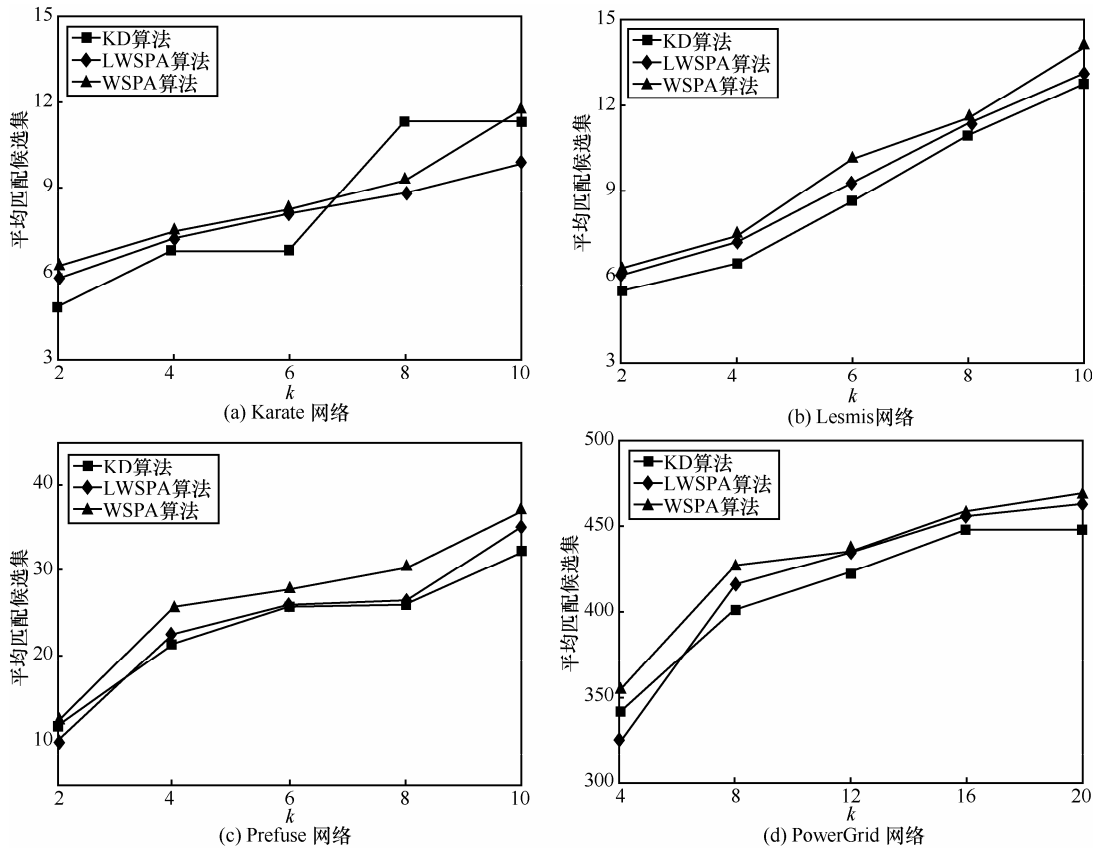 15
12
9
6
3
平均匹配候选集
KD算法
LWSPA算法
WSPA算法
2 4 6 8 10
k
(a) Karate 网络
15
12
9
6
3
平均匹配候选集
KD算法
LWSPA算法
WSPA算法
2 4 6 8 10
k
(b) Lesmis网络
40
30
20
10
平均匹配候选集
KD算法
LWSPA算法
WSPA算法
2 4 6 8 10
k
(c) Prefuse 网络
500
450
400
350
300
平均匹配候选集
KD算法
LWSPA算法
WSPA算法
4 8 12 16 20
k
(d) PowerGrid 网络